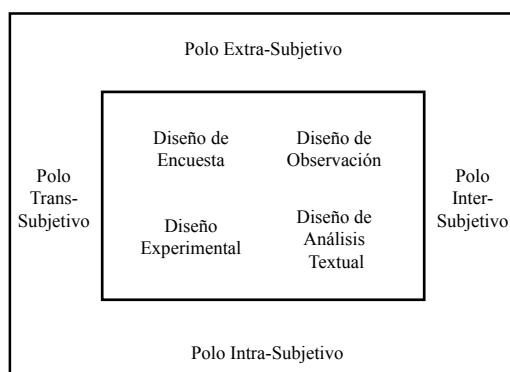 Polo Extra-Subjetivo
Polo
Trans-
Subjetivo
Diseño de
Encuesta
Diseño de
Observación
Diseño
Experimental
Diseño de
Análisis
Textual
Polo
Inter-
Subjetivo
Polo Intra-Subjetivo